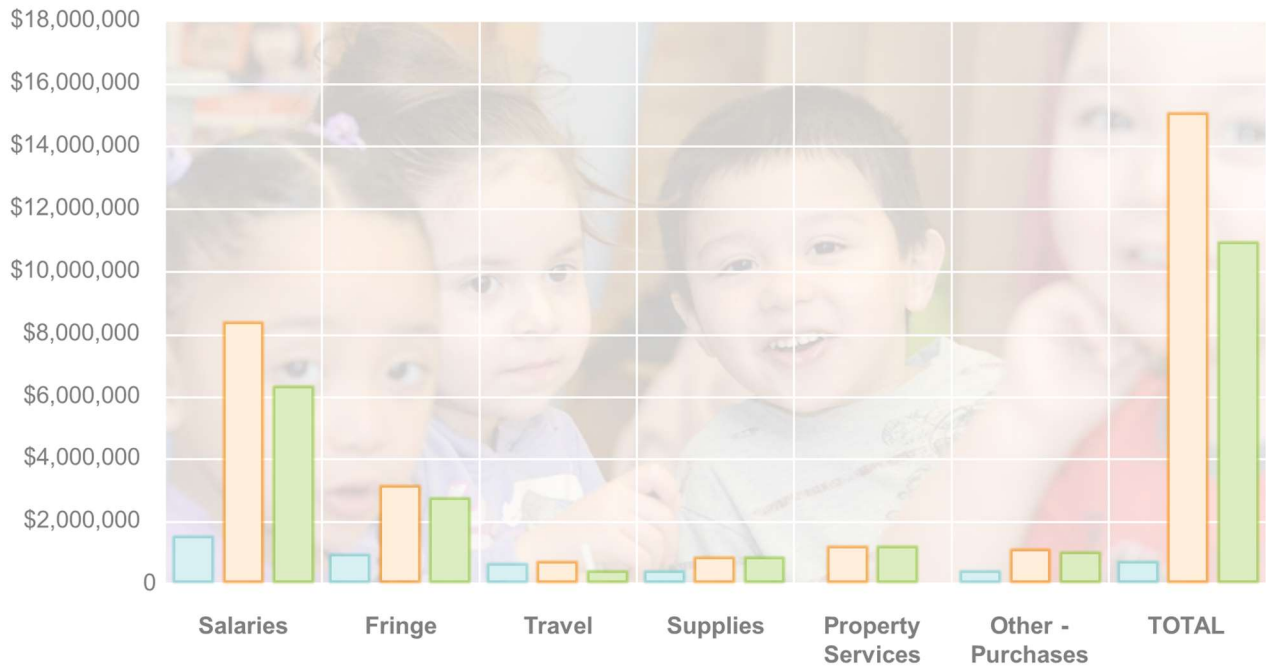 $18,000,000
$16,000,000
$14,000,000
$12,000,000
$10,000,000
$8,000,000
$6,000,000
$4,000,000
$2,000,000
0
Salaries
Fringe
Travel
Supplies
Property
Services
Other -
Purchases
TOTAL